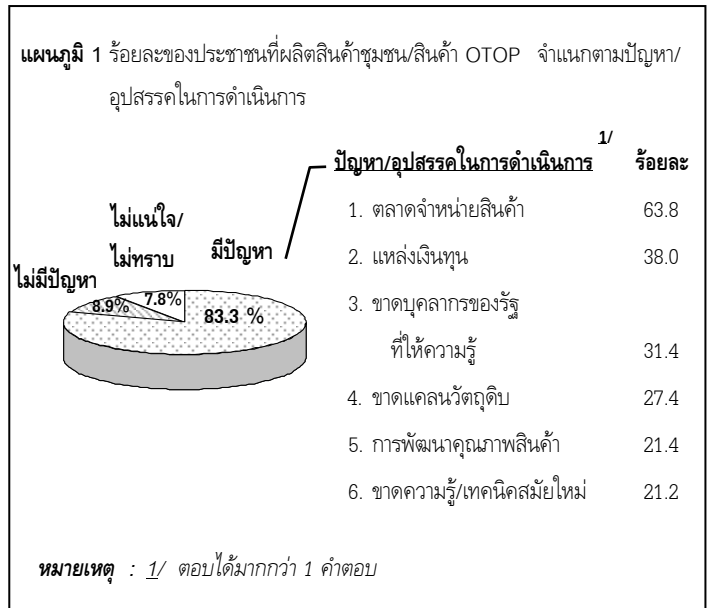 แผนภูมิ 1 ร้อยละของประชาชนที่ผลิตสินค้าชุมชน/สินค้า OTOP จำแนกตามปัญหา/
อุปสรรคในการดำเนินการ
ปัญหา/อุปสรรคในการดำเนินการ 1/ ร้อยละ
1. ตลาดจำหน่ายสินค้า 63.8
2. แหล่งเงินทุน 38.0
3. ขาดบุคลากรของรัฐ
ที่ให้ความรู้ 31.4
4. ขาดแคลนวัตถุดิบ 27.4
5. การพัฒนาคุณภาพสินค้า 21.4
6. ขาดความรู้/เทคนิคสมัยใหม่ 21.2
ไม่แน่ใจ/
ไม่ทราบ
มีปัญหา
ไม่มีปัญหา
8.9%
7.8%
83.3 %
หมายเหตุ : 1/ ตอบได้มากกว่า 1 คำตอบ